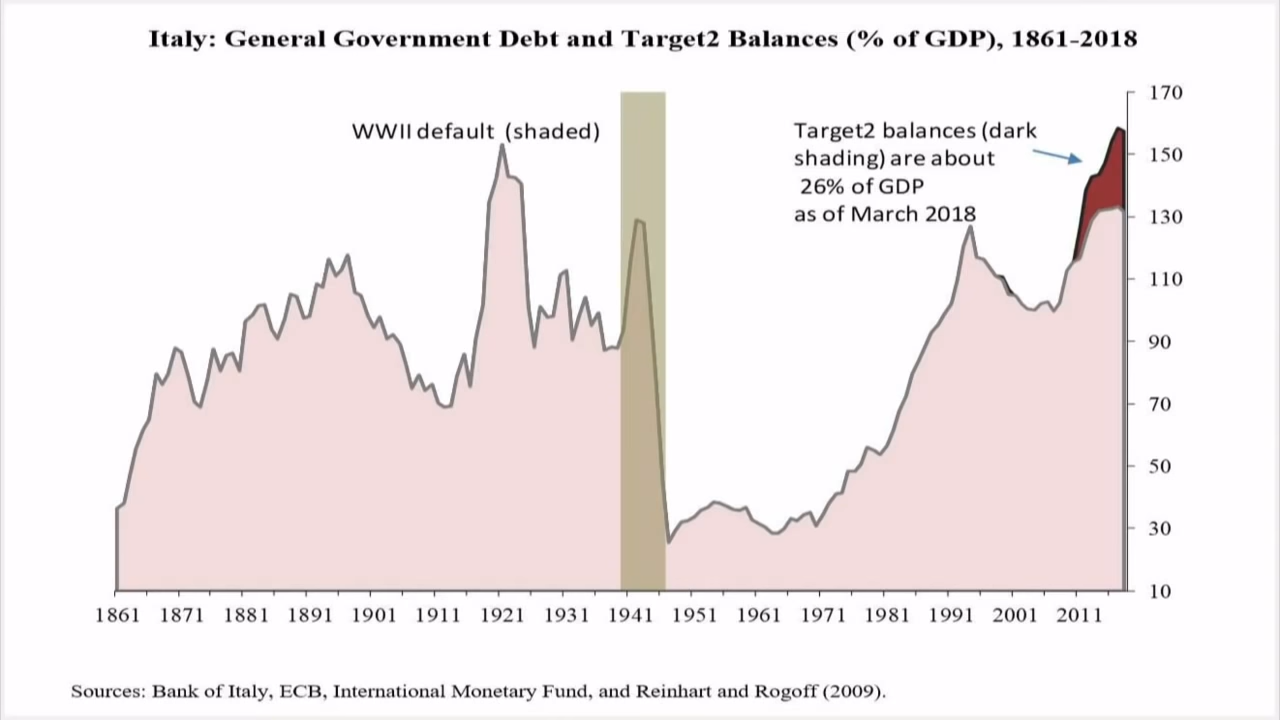 Italy: General Government Debt and Target2 Balances (% of GDP), 1861-2018
WWII default (shaded)
Target2 balances (dark
shading) are about
26% of GDP
as of March 2018
170
150
130
110
90
70
50
30
10
1861 1871 1881 1891 1901 1911 1921 1931 1941 1951 1961 1971 1981 1991 2001 2011
Sources: Bank of Italy, ECB, International Monetary Fund, and Reinhart and Rogoff (2009).